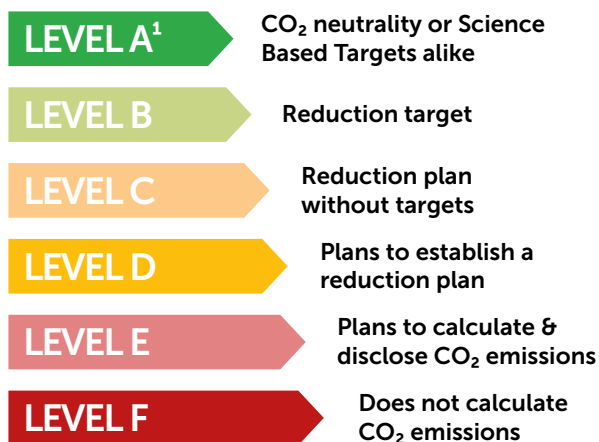 LEVEL A¹
CO₂ neutrality or Science
Based Targets alike
LEVEL B
Reduction target
LEVEL C
Reduction plan
without targets
LEVEL D
Plans to establish a
reduction plan
LEVEL E
Plans to calculate &
disclose CO₂ emissions
LEVEL F
Does not calculate
CO₂ emissions